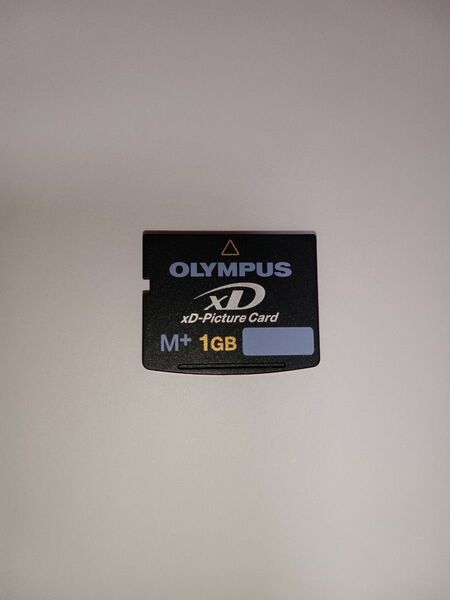 OLYMPUS
xD
xD-Picture Card
M+ 1GB